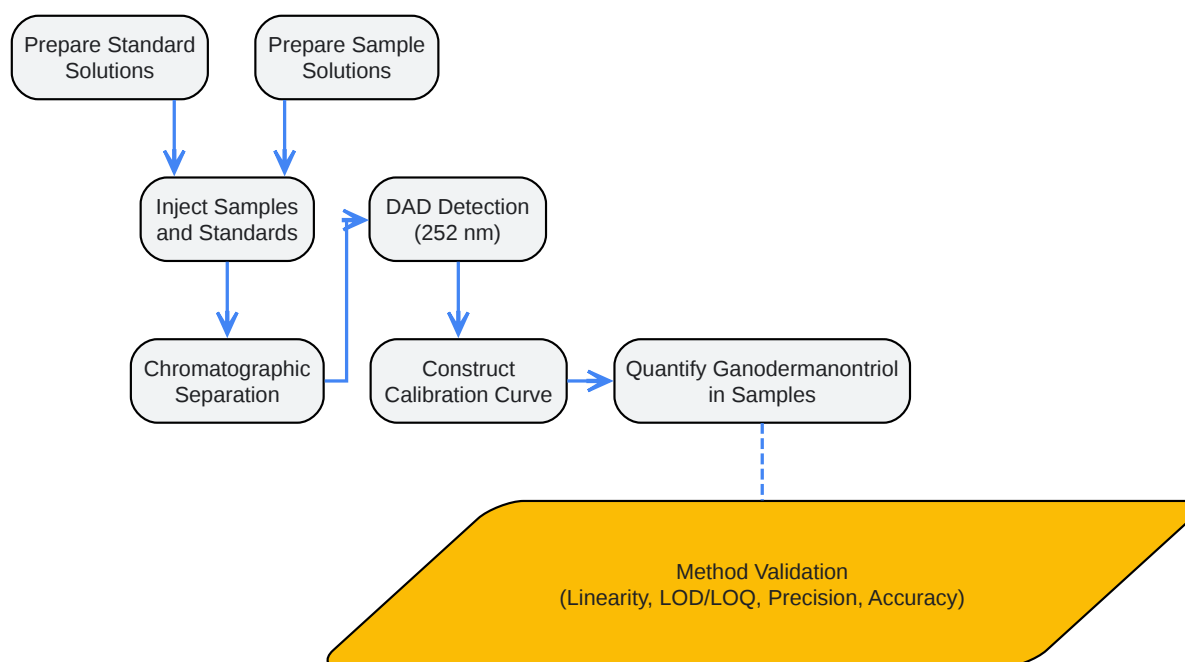 Prepare Standard
Solutions
Prepare Sample
Solutions
Inject Samples
and Standards
DAD Detection
(252 nm)
Chromatographic
Separation
Construct
Calibration Curve
Quantify Ganodermanontriol
in Samples
Method Validation
(Linearity, LOD/LOQ, Precision, Accuracy)